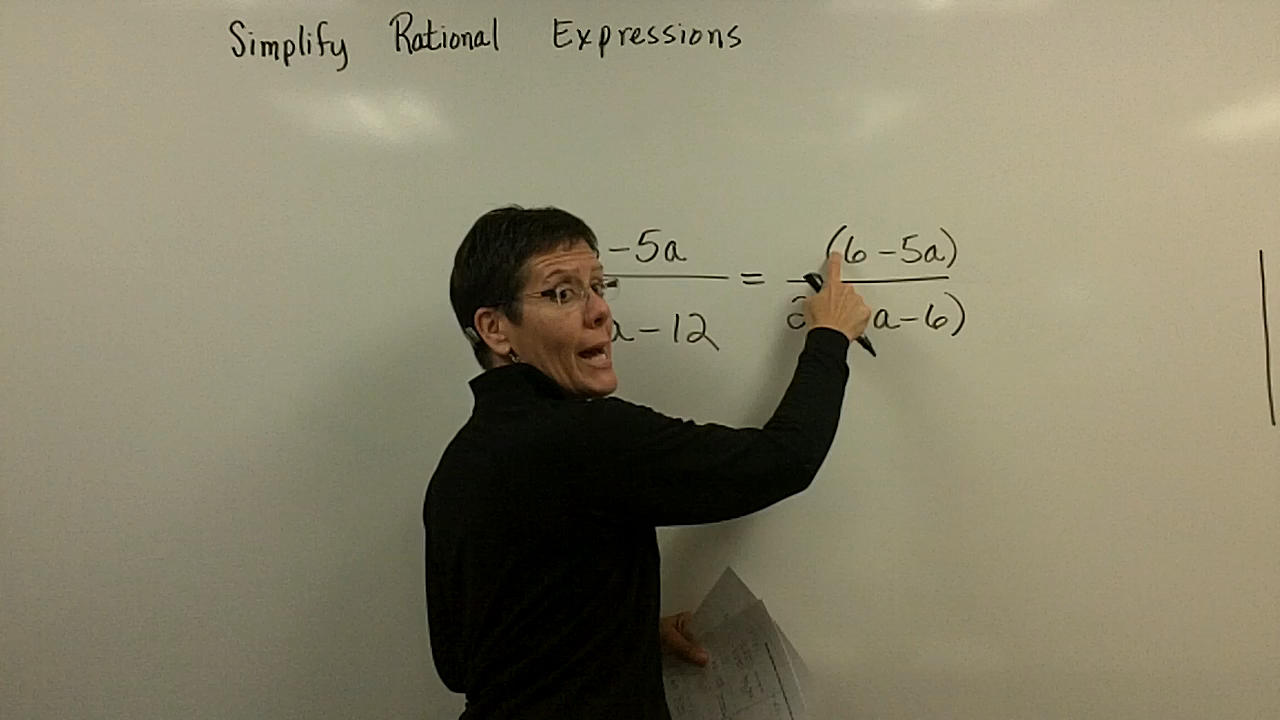 Simplify Rational Expressions
-5a = (6-5a)
a-12 a-6)